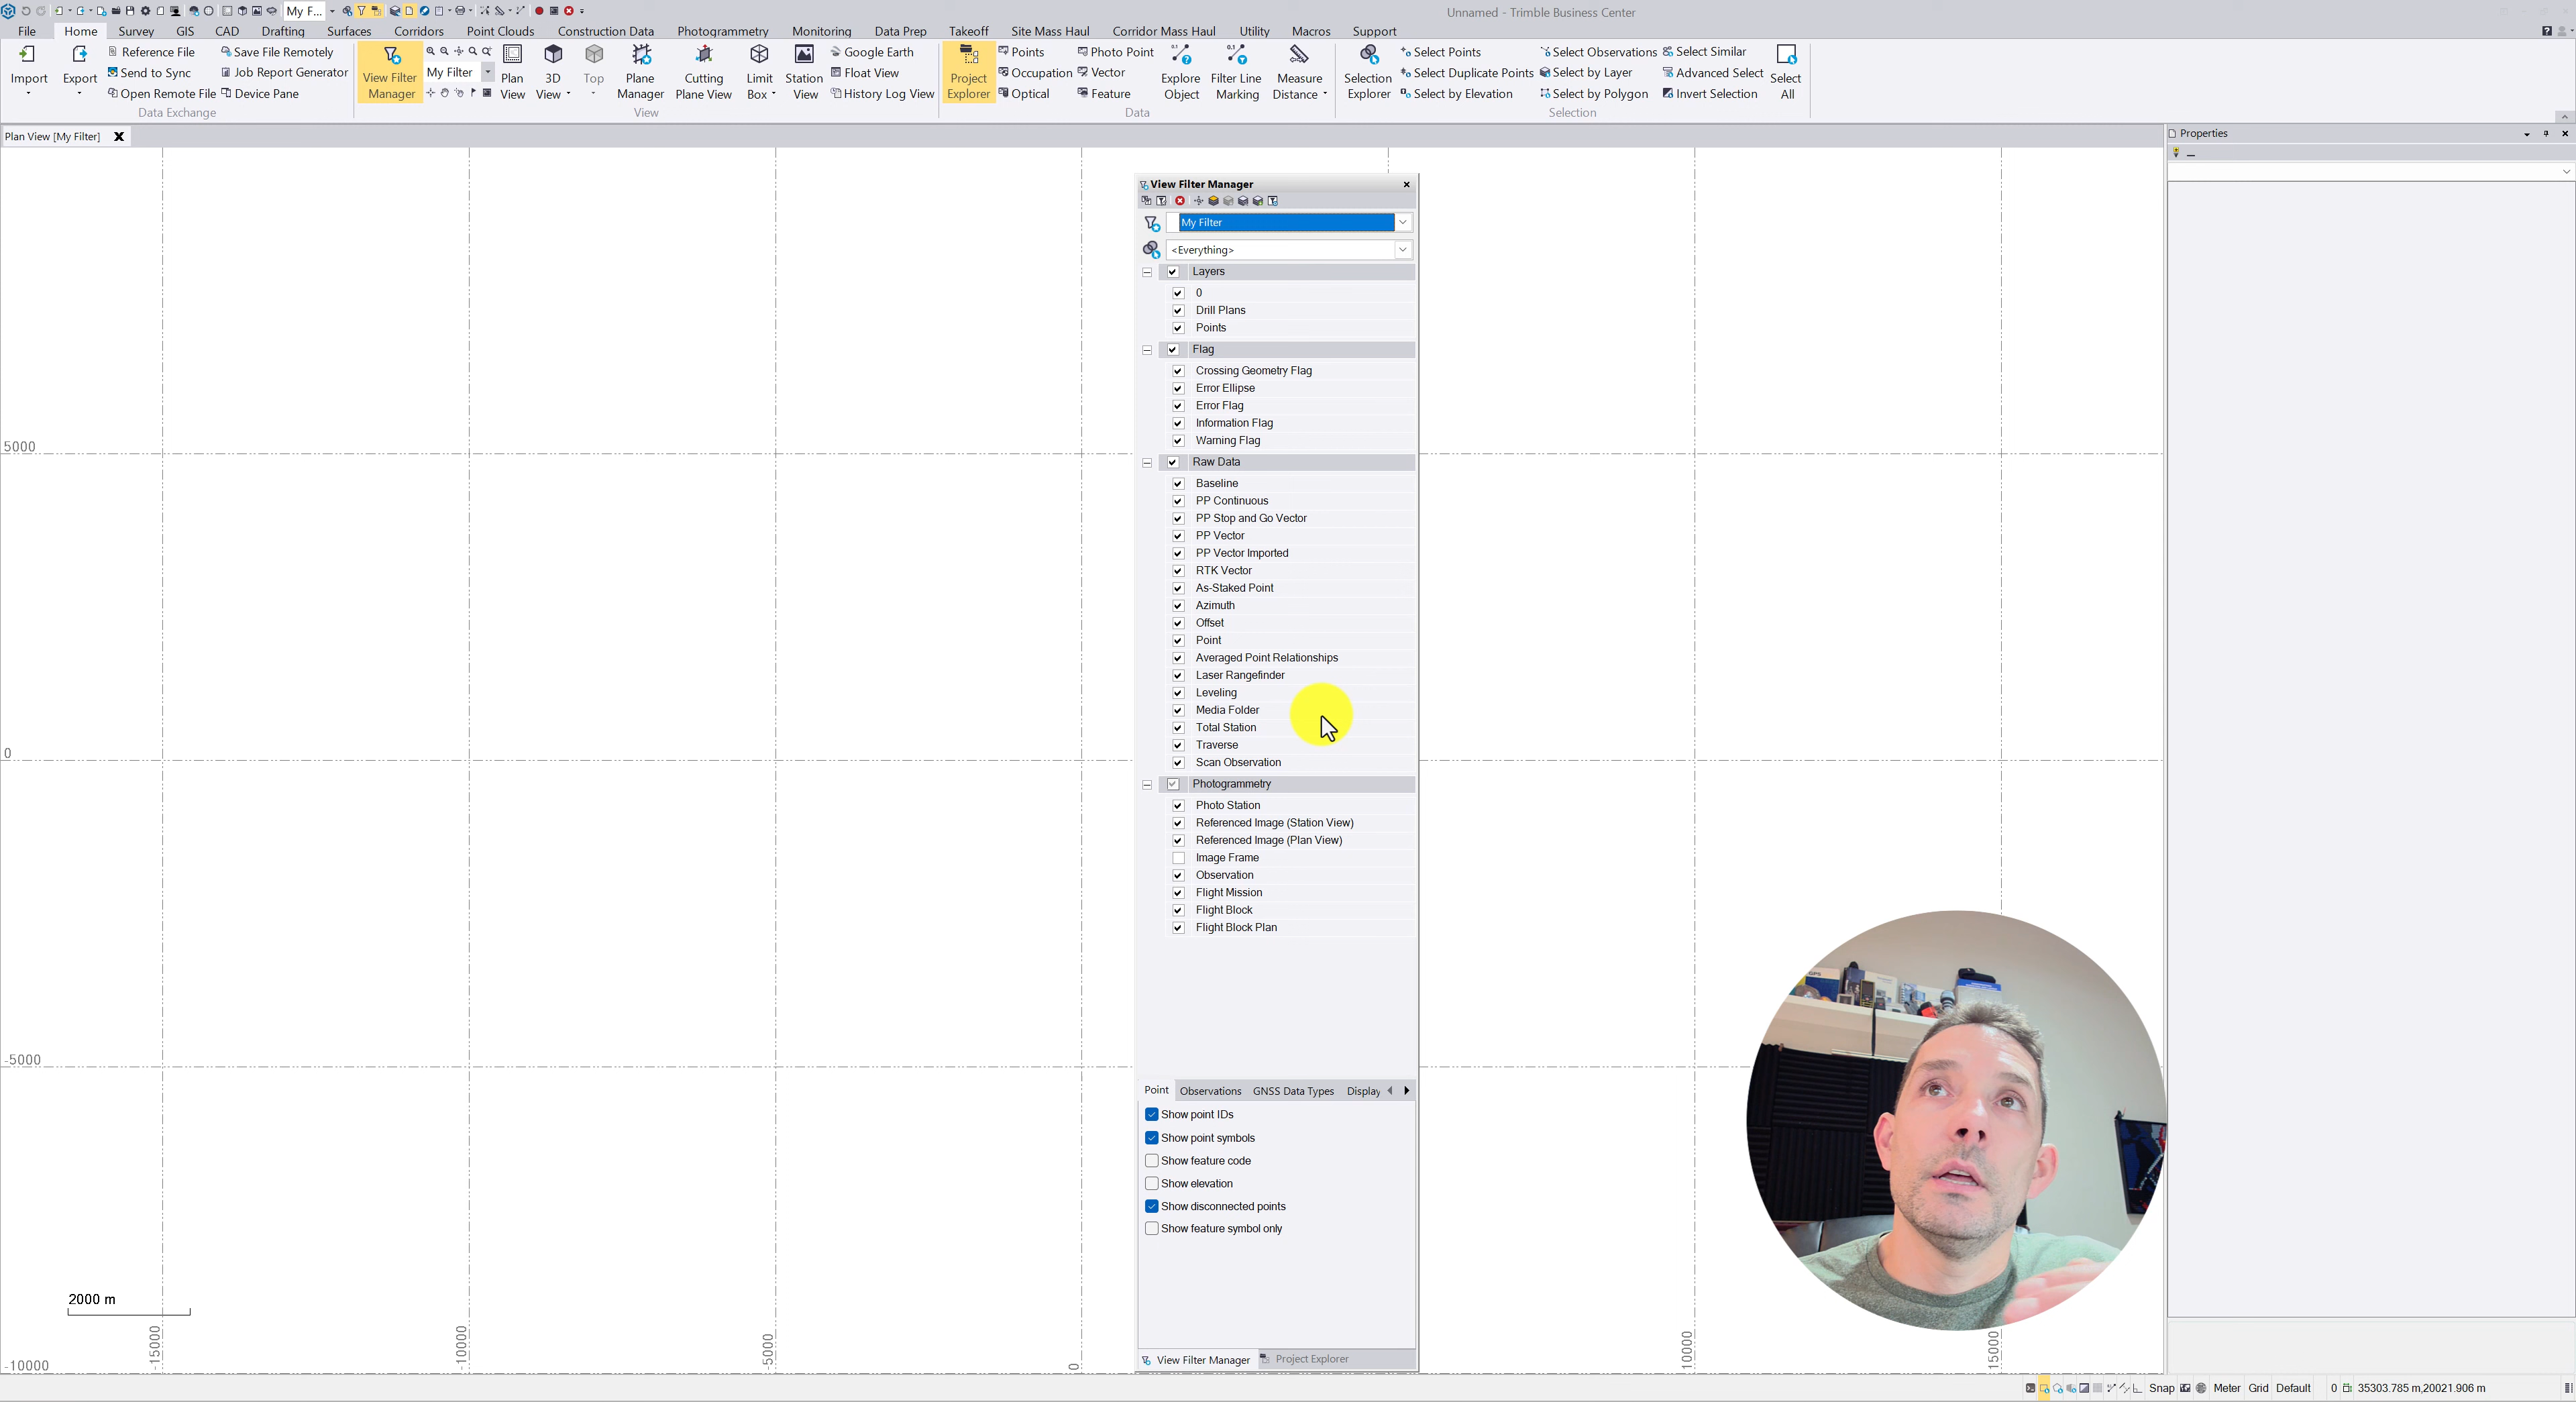 My F...
Unnamed - Trimble Business Center
File Home Survey GIS CAD Drafting Surfaces Corridors Point Clouds Construction Data Photogrammetry Monitoring Data Prep Takeoff Site Mass Haul Corridor Mass Haul Utility Macros Support
Import
Export
Reference File
Send to Sync
Open Remote File
Save File Remotely
Job Report Generator
Device Pane
Data Exchange
View Filter Manager
My Filter
Plan View
3D View
Top
Plane Manager
Cutting Plane View
Limit Box
Station View
Google Earth
Float View
History Log View
View
Project Explorer
Points
Occupation
Optical
Photo Point
Vector
Feature
Explore Object
Filter Line Marking
Measure Distance
Data
Selection Explorer
Select Points
Select Duplicate Points
Select by Elevation
Select Observations
Select by Layer
Select by Polygon
Select Similar
Advanced Select
Invert Selection
Select All
Selection
Plan View [My Filter]
Properties
5000
0
-5000
-10000
2000 m
-15000
-10000
-5000
0
10000
15000
View Filter Manager
My Filter
<Everything>
Layers
0
Drill Plans
Points
Flag
Crossing Geometry Flag
Error Ellipse
Error Flag
Information Flag
Warning Flag
Raw Data
Baseline
PP Continuous
PP Stop and Go Vector
PP Vector
PP Vector Imported
RTK Vector
As-Staked Point
Azimuth
Offset
Point
Averaged Point Relationships
Laser Rangefinder
Leveling
Media Folder
Total Station
Traverse
Scan Observation
Photogrammetry
Photo Station
Referenced Image (Station View)
Referenced Image (Plan View)
Image Frame
Observation
Flight Mission
Flight Block
Flight Block Plan
Point Observations GNSS Data Types Display
Show point IDs
Show point symbols
Show feature code
Show elevation
Show disconnected points
Show feature symbol only
View Filter Manager Project Explorer
Snap Meter Grid Default 0 35303.785 m,20021.906 m